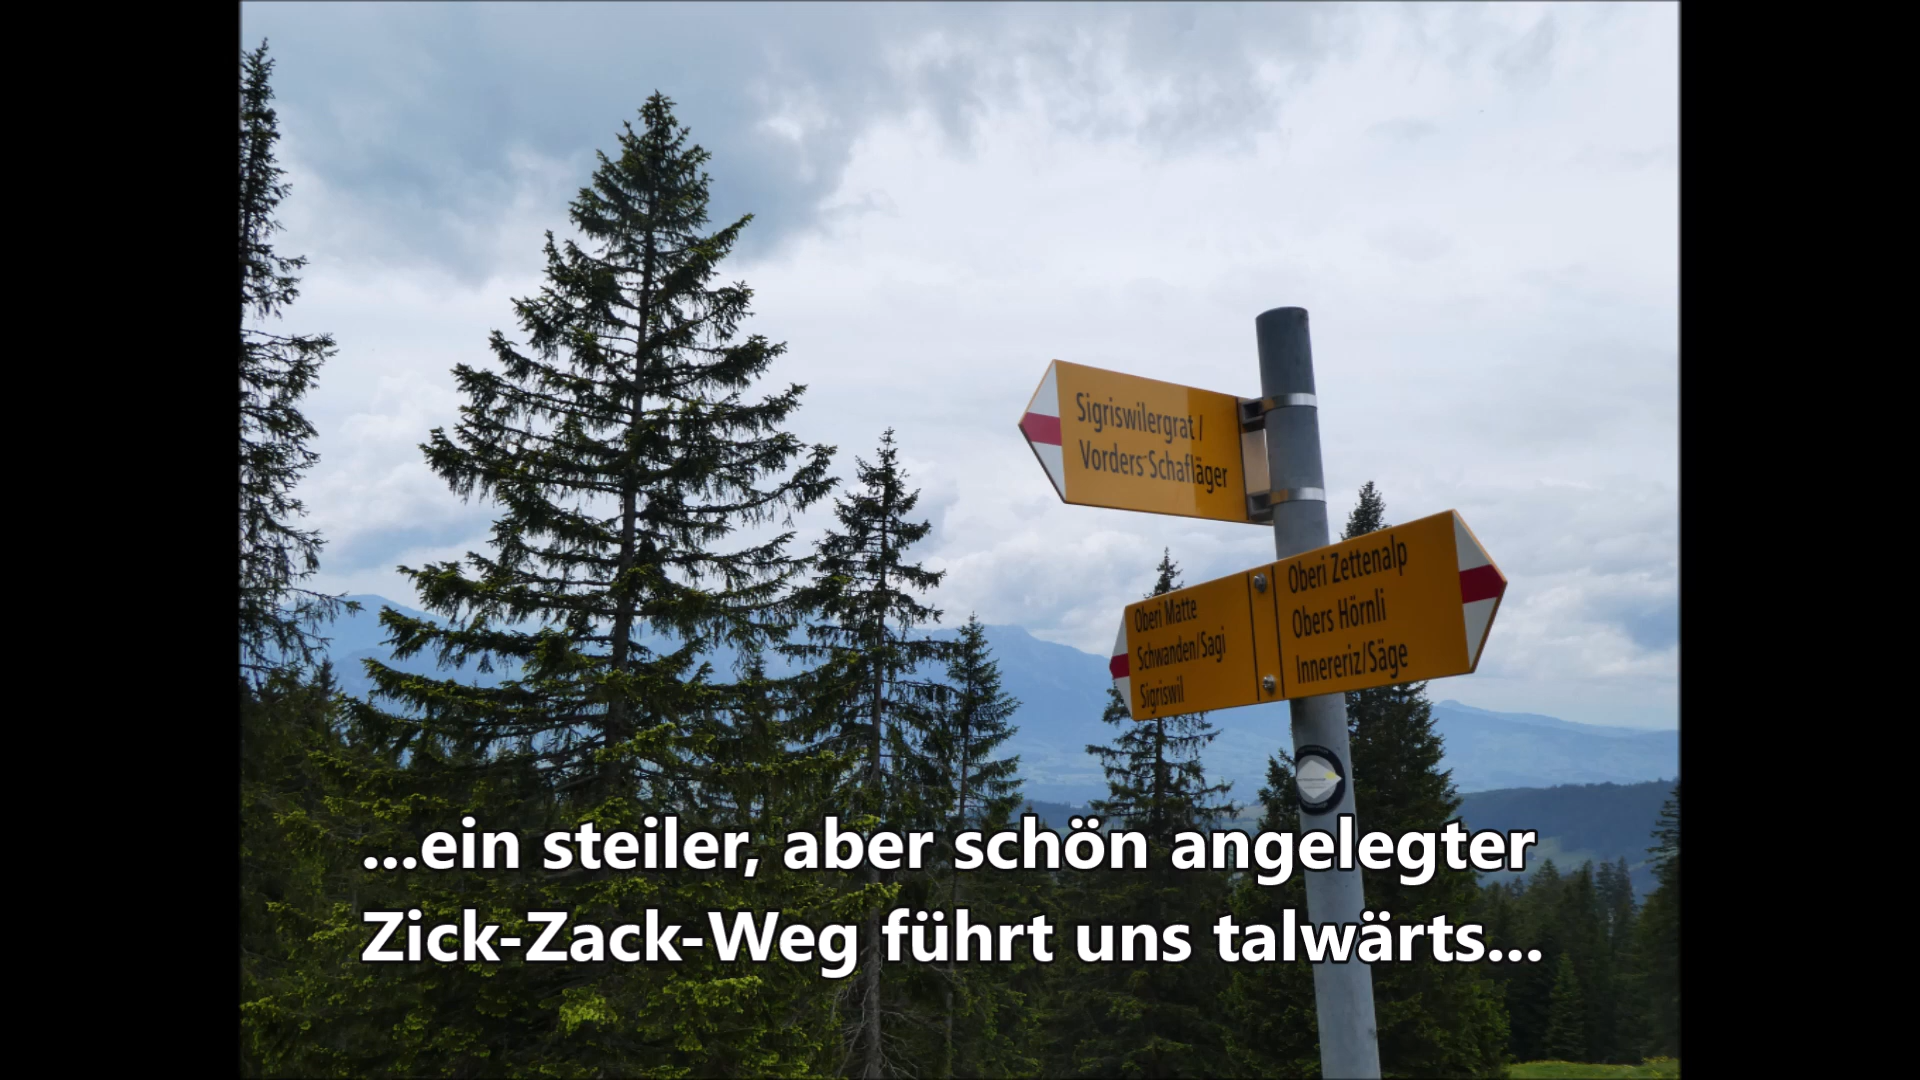 Sigriswilergrat /
Vorders Schafläger
Oberi Matte
Schwanden/Sagi
Sigriswil
Oberi Zettenalp
Obers Hörnli
Innereriz/Säge
...ein steiler, aber schön angelegter
Zick-Zack-Weg führt uns talwärts...